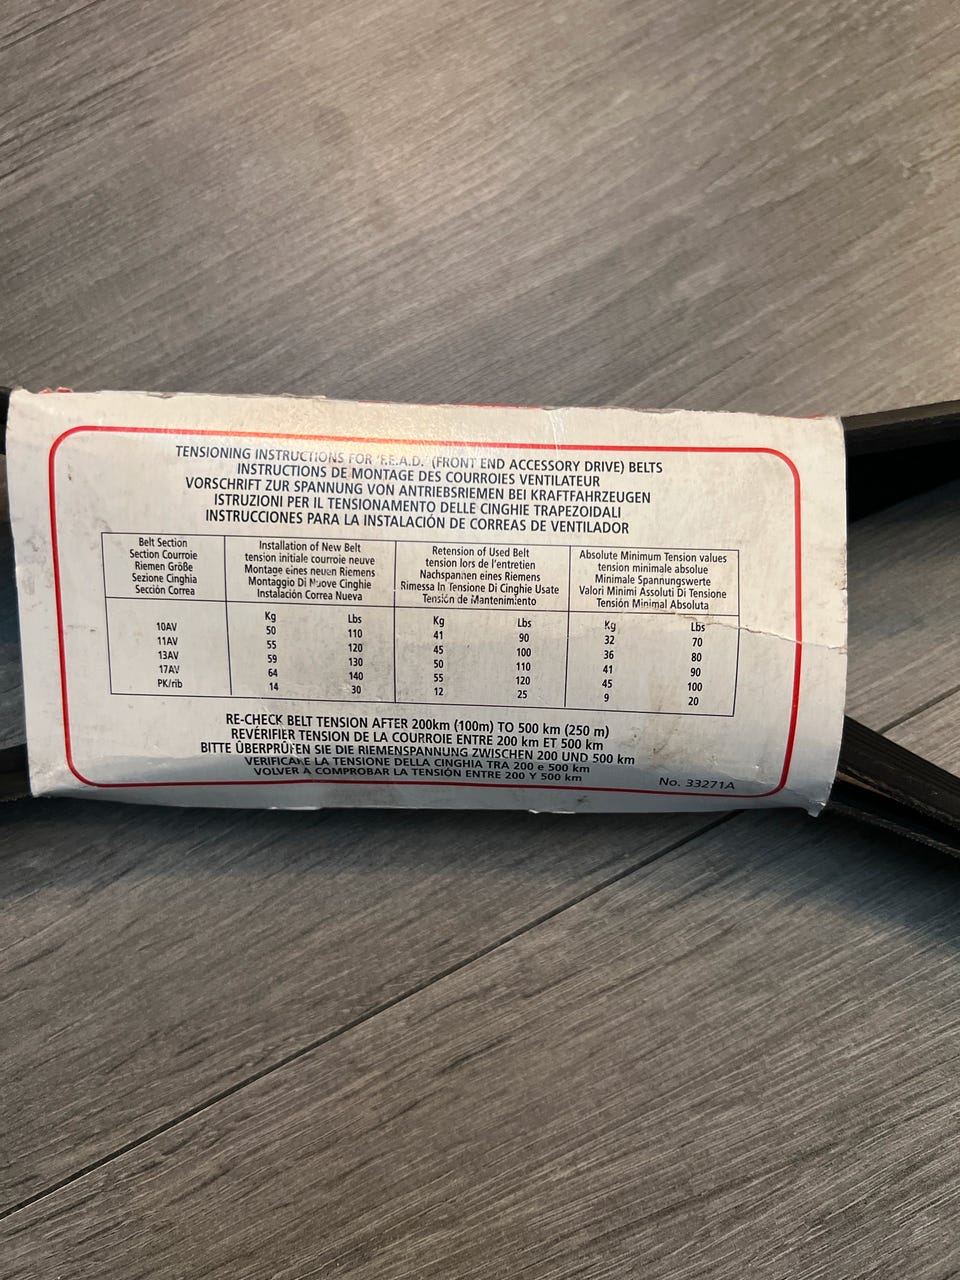 TENSIONING INSTRUCTIONS FOR 'F.E.A.D.' (FRONT END ACCESSORY DRIVE) BELTS
INSTRUCTIONS DE MONTAGE DES COURROIES VENTILATEUR
VORSCHRIFT ZUR SPANNUNG VON ANTRIEBSRIEMEN BEI KRAFTFAHRZEUGEN
ISTRUZIONI PER IL TENSIONAMENTO DELLE CINGHIE TRAPEZOIDALI
INSTRUCCIONES PARA LA INSTALACIÓN DE CORREAS DE VENTILADOR
Belt Section
Section Courroie
Riemen Größe
Sezione Cinghia
Sección Correa
Installation of New Belt
tension initiale courroie neuve
Montage eines neuen Riemens
Montaggio Di Nuove Cinghie
Instalación Correa Nueva
Retension of Used Belt
tension lors de l'entretien
Nachspannen eines Riemens
Rimessa In Tensione Di Cinghie Usate
Tensión de Mantenimiento
Absolute Minimum Tension values
tension minimale absolue
Minimale Spannungswerte
Valori Minimi Assoluti Di Tensione
Tensión Minimal Absoluta
Kg Lbs Kg Lbs Kg Lbs
10AV 50 110 41 90 32 70
11AV 55 120 45 100 36 80
13AV 59 130 50 110 41 90
17AV 64 140 55 120 45 100
PK/rib 14 30 12 25 9 20
RE-CHECK BELT TENSION AFTER 200km (100m) TO 500 km (250 m)
REVÉRIFIER TENSION DE LA COURROIE ENTRE 200 km ET 500 km
BITTE ÜBERPRÜFEN SIE DIE RIEMENSPANNUNG ZWISCHEN 200 UND 500 km
VERIFICARE LA TENSIONE DELLA CINGHIA TRA 200 e 500 km
VOLVER A COMPROBAR LA TENSIÓN ENTRE 200 Y 500 km
No. 33271A